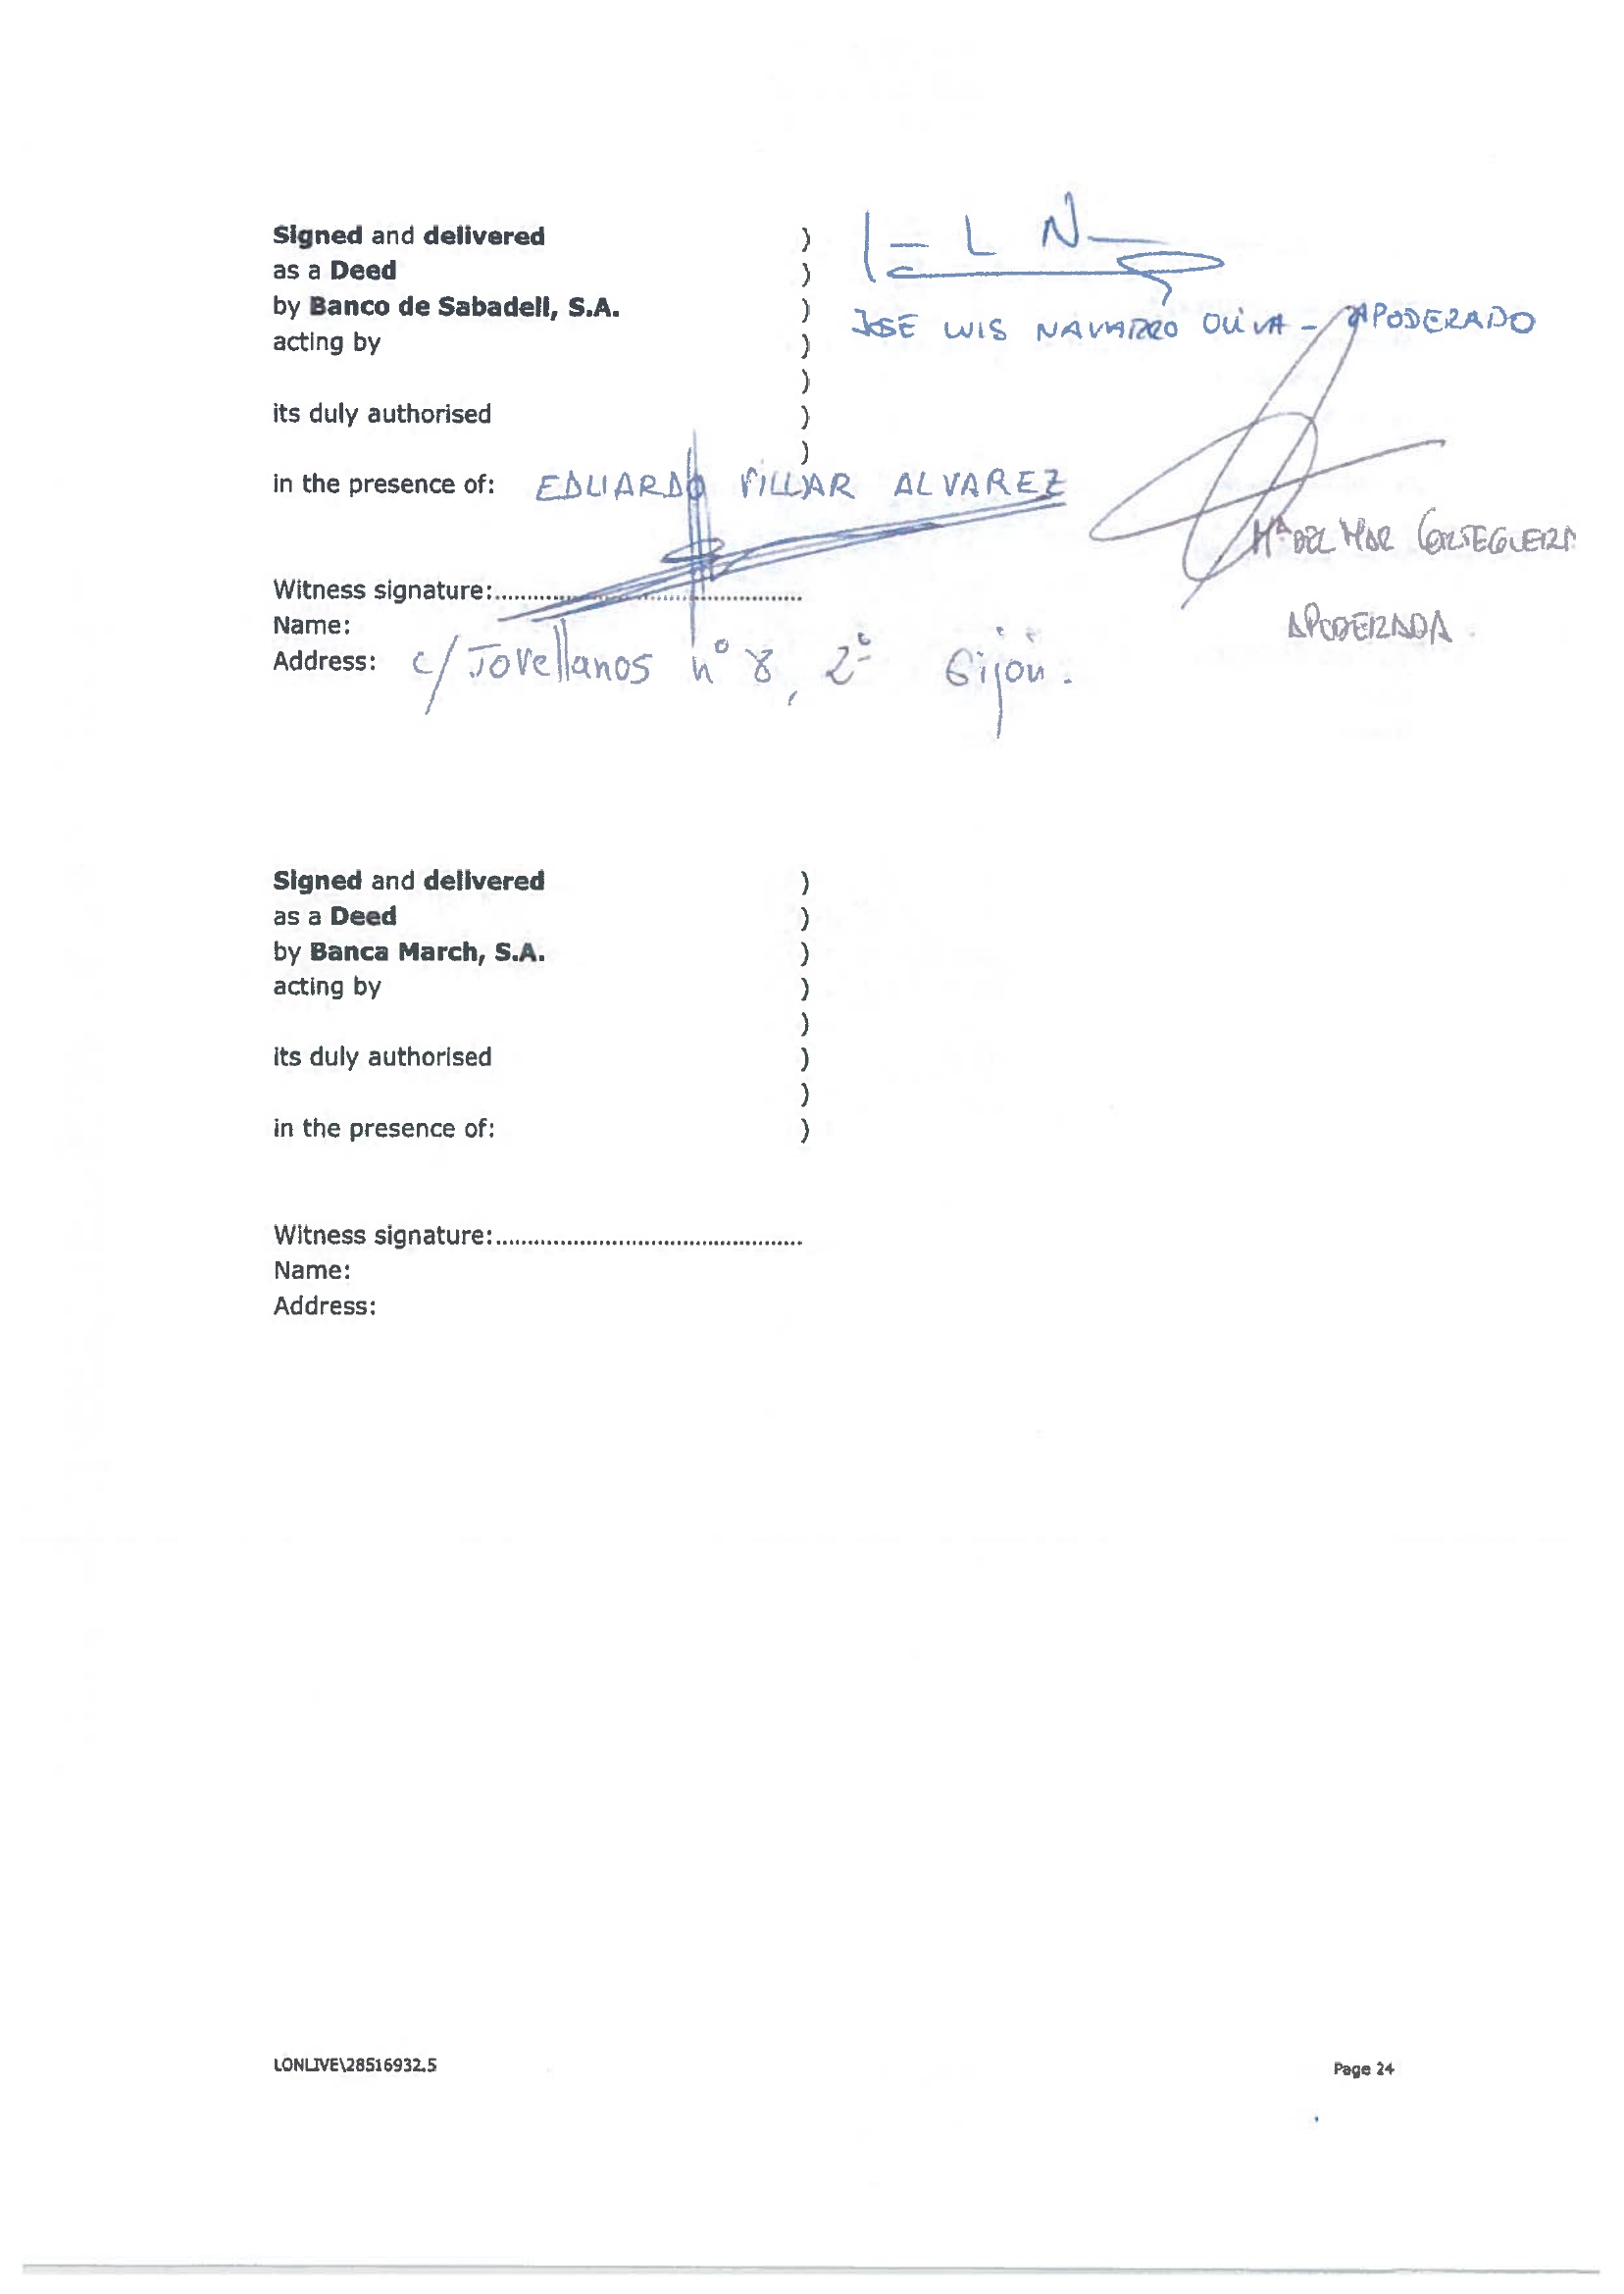 Signed and delivered )
as a Deed )
by Banco de Sabadell, S.A. )
acting by )
)
its duly authorised )
)
JOSE LUIS NAVARRO OLIVA - APODERADO
in the presence of: EDUARDO VILLAR ALVAREZ
Mª DEL MAR
APODERADA.
Witness signature:...............................................
Name:
Address: c/ Jovellanos nº 8, 2º Gijón.
Signed and delivered )
as a Deed )
by Banca March, S.A. )
acting by )
)
its duly authorised )
)
in the presence of: )
Witness signature:...............................................
Name:
Address:
LONLIVE\28516932.5
Page 24